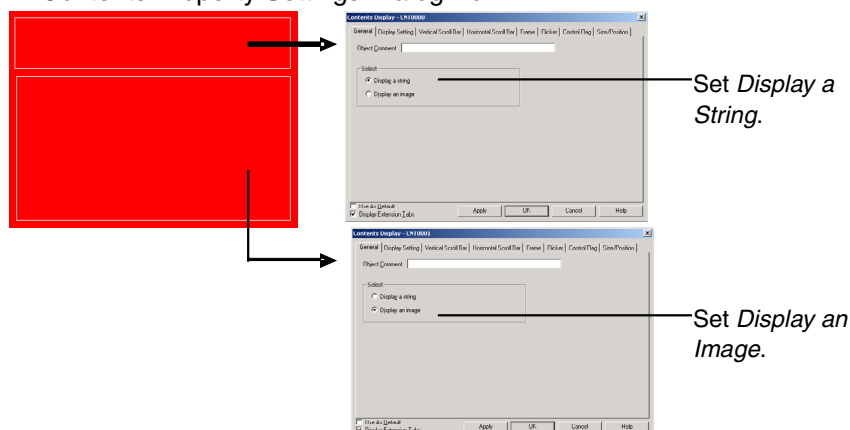 Contents Display - CNT0000
General Display Setting Vertical Scroll Bar Horizontal Scroll Bar Frame Flicker Control Flag Size/Position
Object Comment
Select
Display a string
Display an image
Use As Default
Display Extension Tabs
Apply OK Cancel Help
Set Display a
String.
Contents Display - CNT0001
General Display Setting Vertical Scroll Bar Horizontal Scroll Bar Frame Flicker Control Flag Size/Position
Object Comment
Select
Display a string
Display an image
Use As Default
Display Extension Tabs
Apply OK Cancel Help
Set Display an
Image.